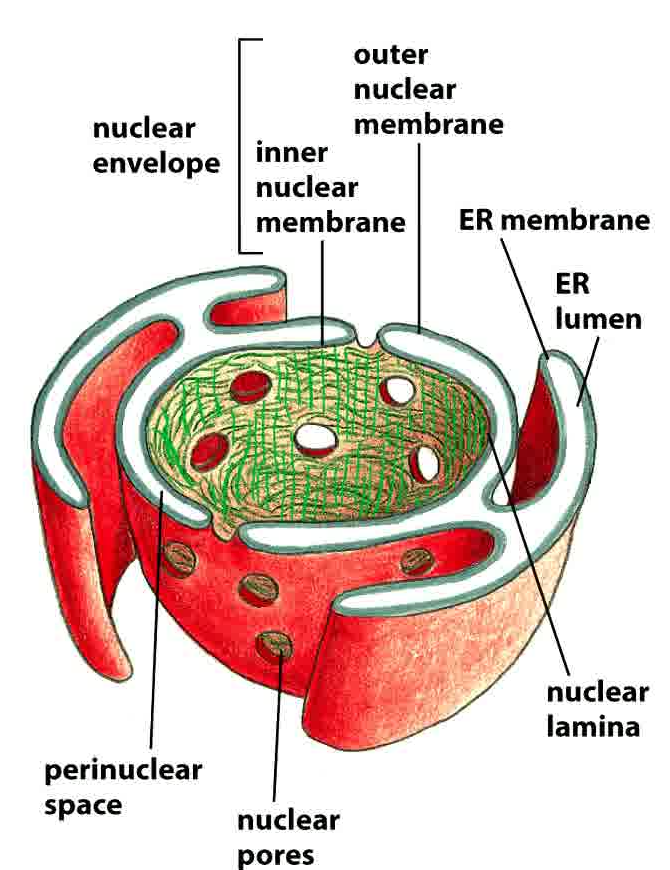 outer
nuclear
membrane
nuclear
envelope
inner
nuclear
membrane
ER membrane
ER
lumen
nuclear
lamina
perinuclear
space
nuclear
pores